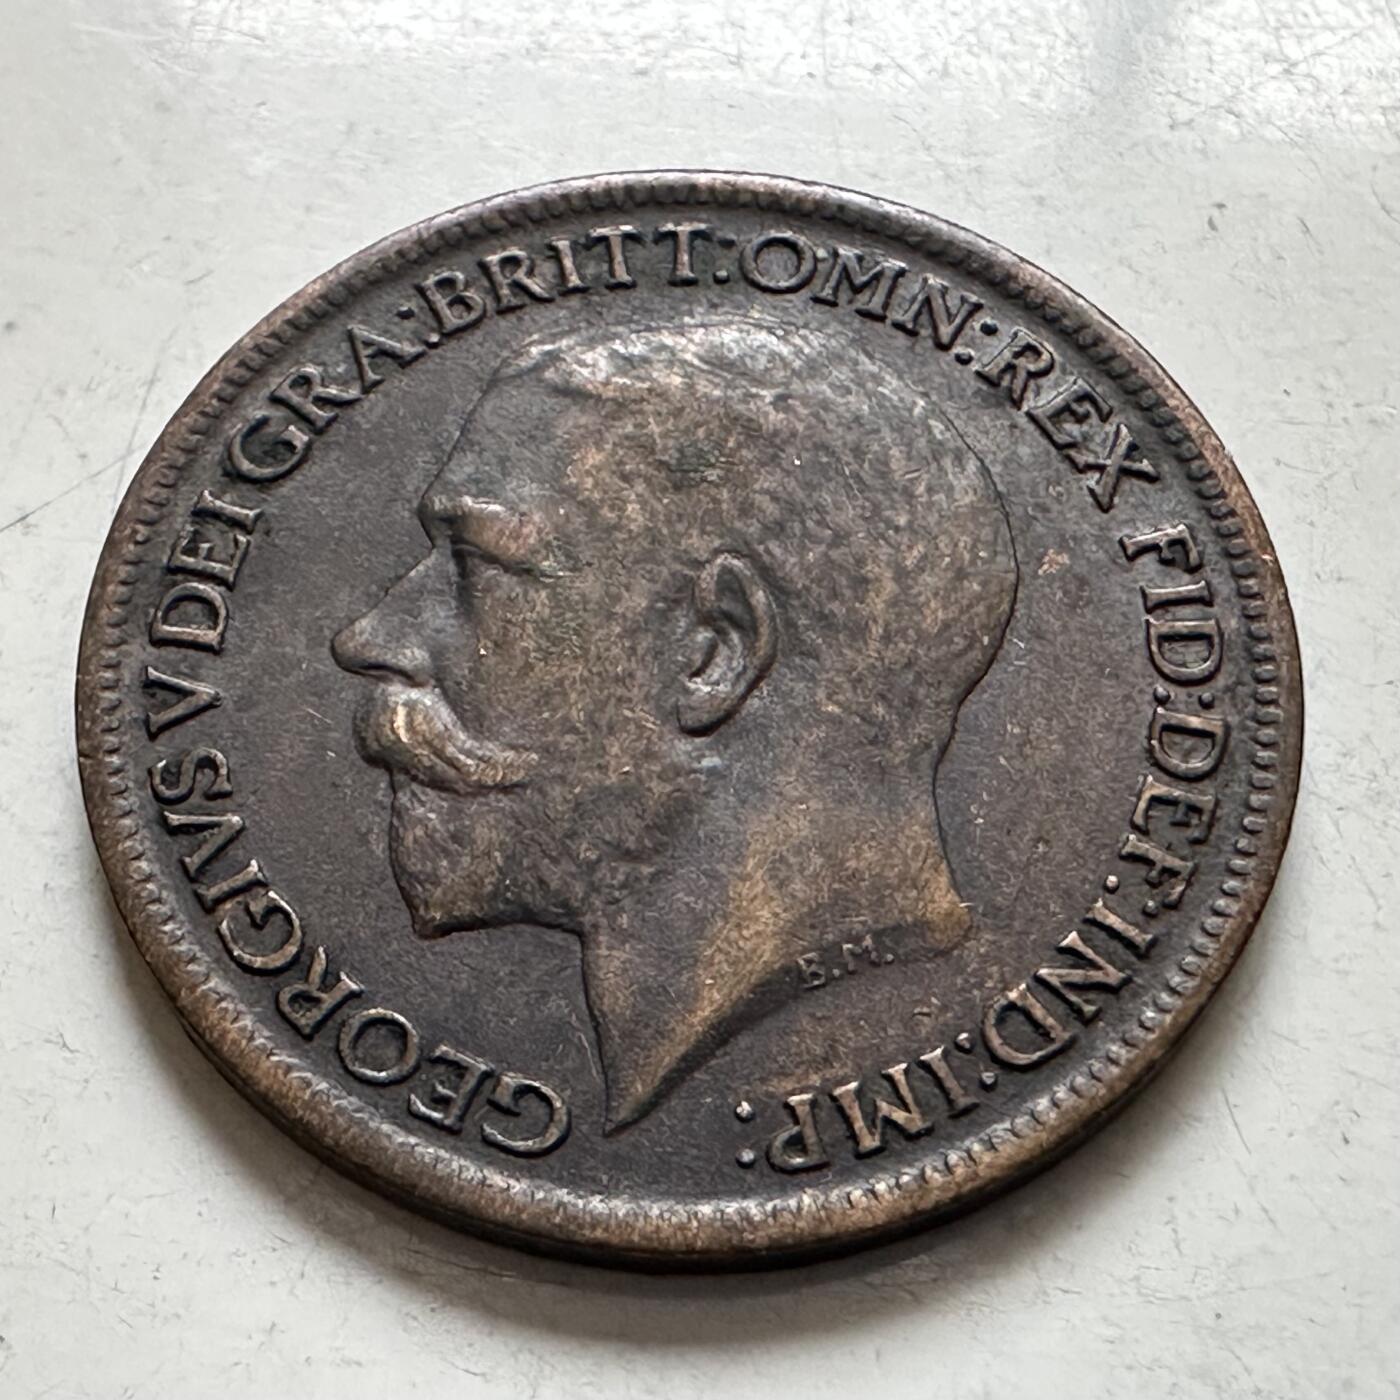 GEORGIVS V DEI GRA: BRITT: OMN: REX FID: DEF: IND: IMP:
B.M.